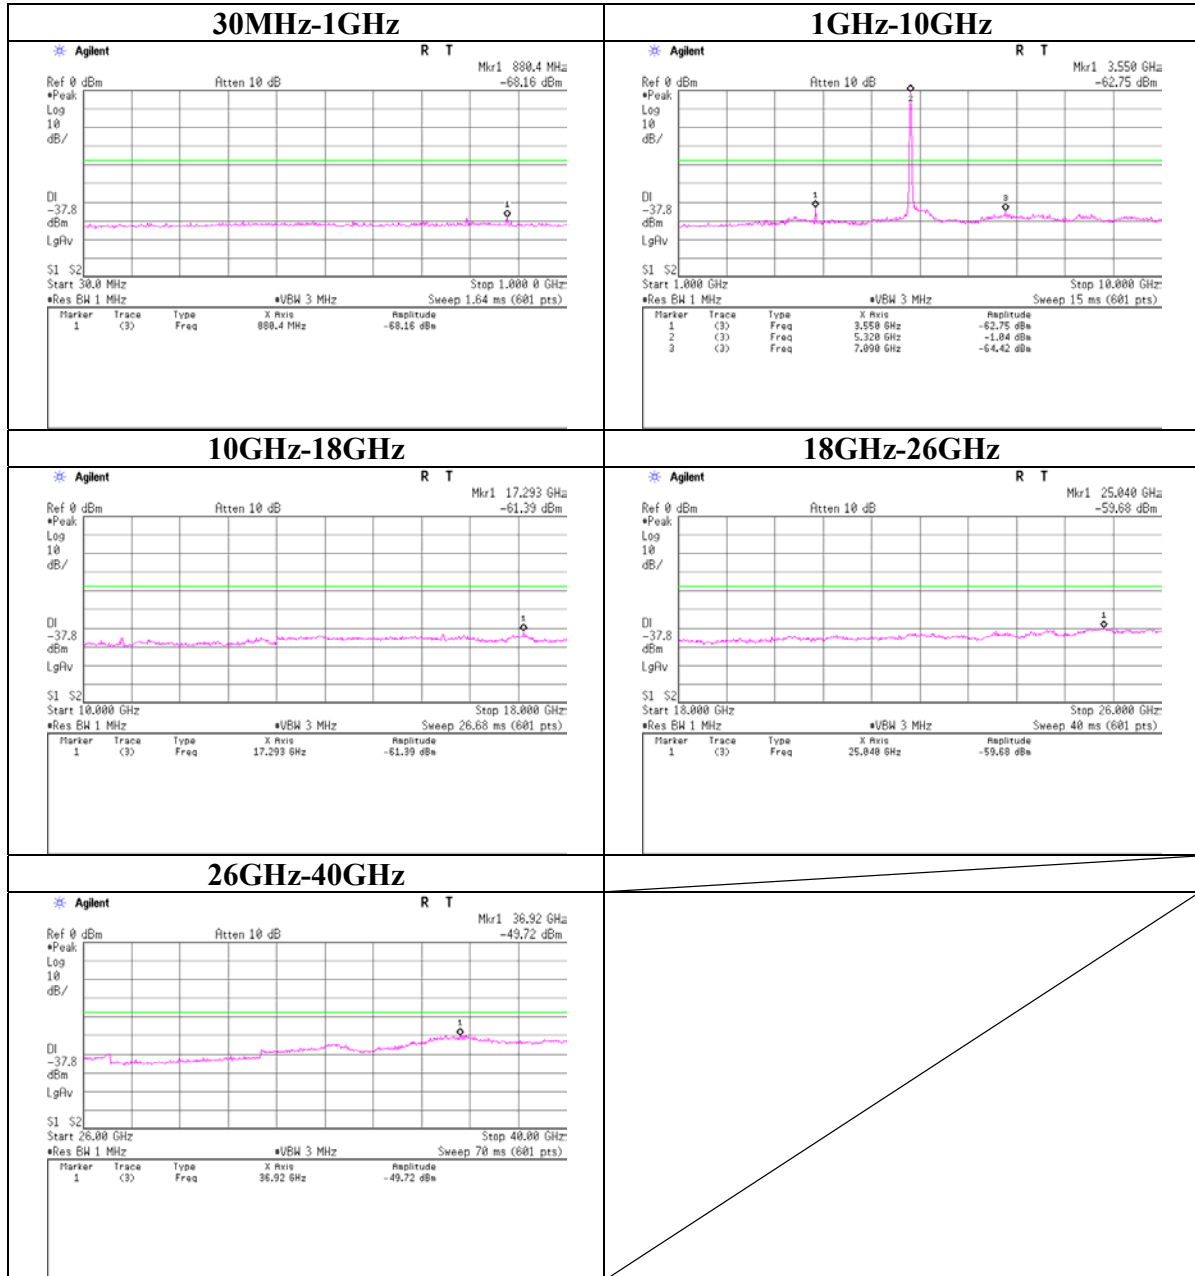 30MHz-1GHz
Agilent R T
Mkr1 880.4 MHz
Ref 0 dBm Atten 10 dB -68.16 dBm
*Peak
Log
10
dB/
DI
-37.8
dBm
LgAv
1
S1 S2
Start 30.0 MHz Stop 1.000 0 GHz
*Res BW 1 MHz *VBW 3 MHz Sweep 1.64 ms (601 pts)
Marker Trace Type X Axis Amplitude
1 (3) Freq 880.4 MHz -68.16 dBm
1GHz-10GHz
Agilent R T
Mkr1 3.550 GHz
Ref 0 dBm Atten 10 dB -62.75 dBm
*Peak
Log
10
dB/
DI
-37.8
dBm
LgAv
1
2
3
S1 S2
Start 1.000 GHz Stop 10.000 GHz
*Res BW 1 MHz *VBW 3 MHz Sweep 15 ms (601 pts)
Marker Trace Type X Axis Amplitude
1 (3) Freq 3.550 GHz -62.75 dBm
2 (3) Freq 5.320 GHz -1.04 dBm
3 (3) Freq 7.090 GHz -64.42 dBm
10GHz-18GHz
Agilent R T
Mkr1 17.293 GHz
Ref 0 dBm Atten 10 dB -61.39 dBm
*Peak
Log
10
dB/
DI
-37.8
dBm
LgAv
1
S1 S2
Start 10.000 GHz Stop 18.000 GHz
*Res BW 1 MHz *VBW 3 MHz Sweep 26.68 ms (601 pts)
Marker Trace Type X Axis Amplitude
1 (3) Freq 17.293 GHz -61.39 dBm
18GHz-26GHz
Agilent R T
Mkr1 25.040 GHz
Ref 0 dBm Atten 10 dB -59.68 dBm
*Peak
Log
10
dB/
DI
-37.8
dBm
LgAv
1
S1 S2
Start 18.000 GHz Stop 26.000 GHz
*Res BW 1 MHz *VBW 3 MHz Sweep 40 ms (601 pts)
Marker Trace Type X Axis Amplitude
1 (3) Freq 25.040 GHz -59.68 dBm
26GHz-40GHz
Agilent R T
Mkr1 36.92 GHz
Ref 0 dBm Atten 10 dB -49.72 dBm
*Peak
Log
10
dB/
DI
-37.8
dBm
LgAv
1
S1 S2
Start 26.00 GHz Stop 40.00 GHz
*Res BW 1 MHz *VBW 3 MHz Sweep 70 ms (601 pts)
Marker Trace Type X Axis Amplitude
1 (3) Freq 36.92 GHz -49.72 dBm